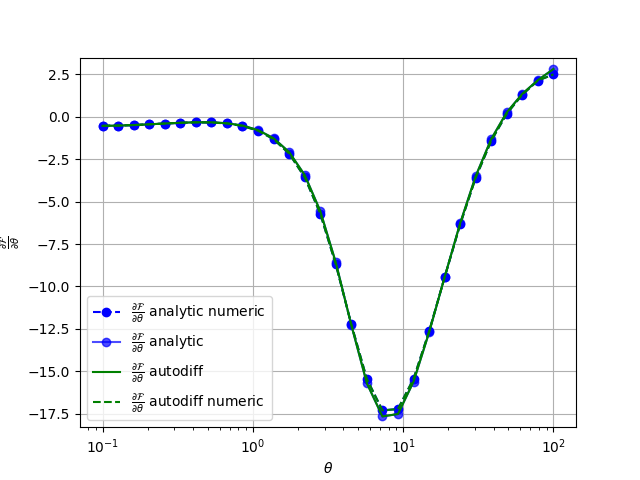 2.5
0.0
−2.5
−5.0
−7.5
−10.0
−12.5
−15.0
−17.5
∂ℱ/∂θ
∂ℱ/∂θ analytic numeric
∂ℱ/∂θ analytic
∂ℱ/∂θ autodiff
∂ℱ/∂θ autodiff numeric
10⁻¹ 10⁰ 10¹ 10²
θ